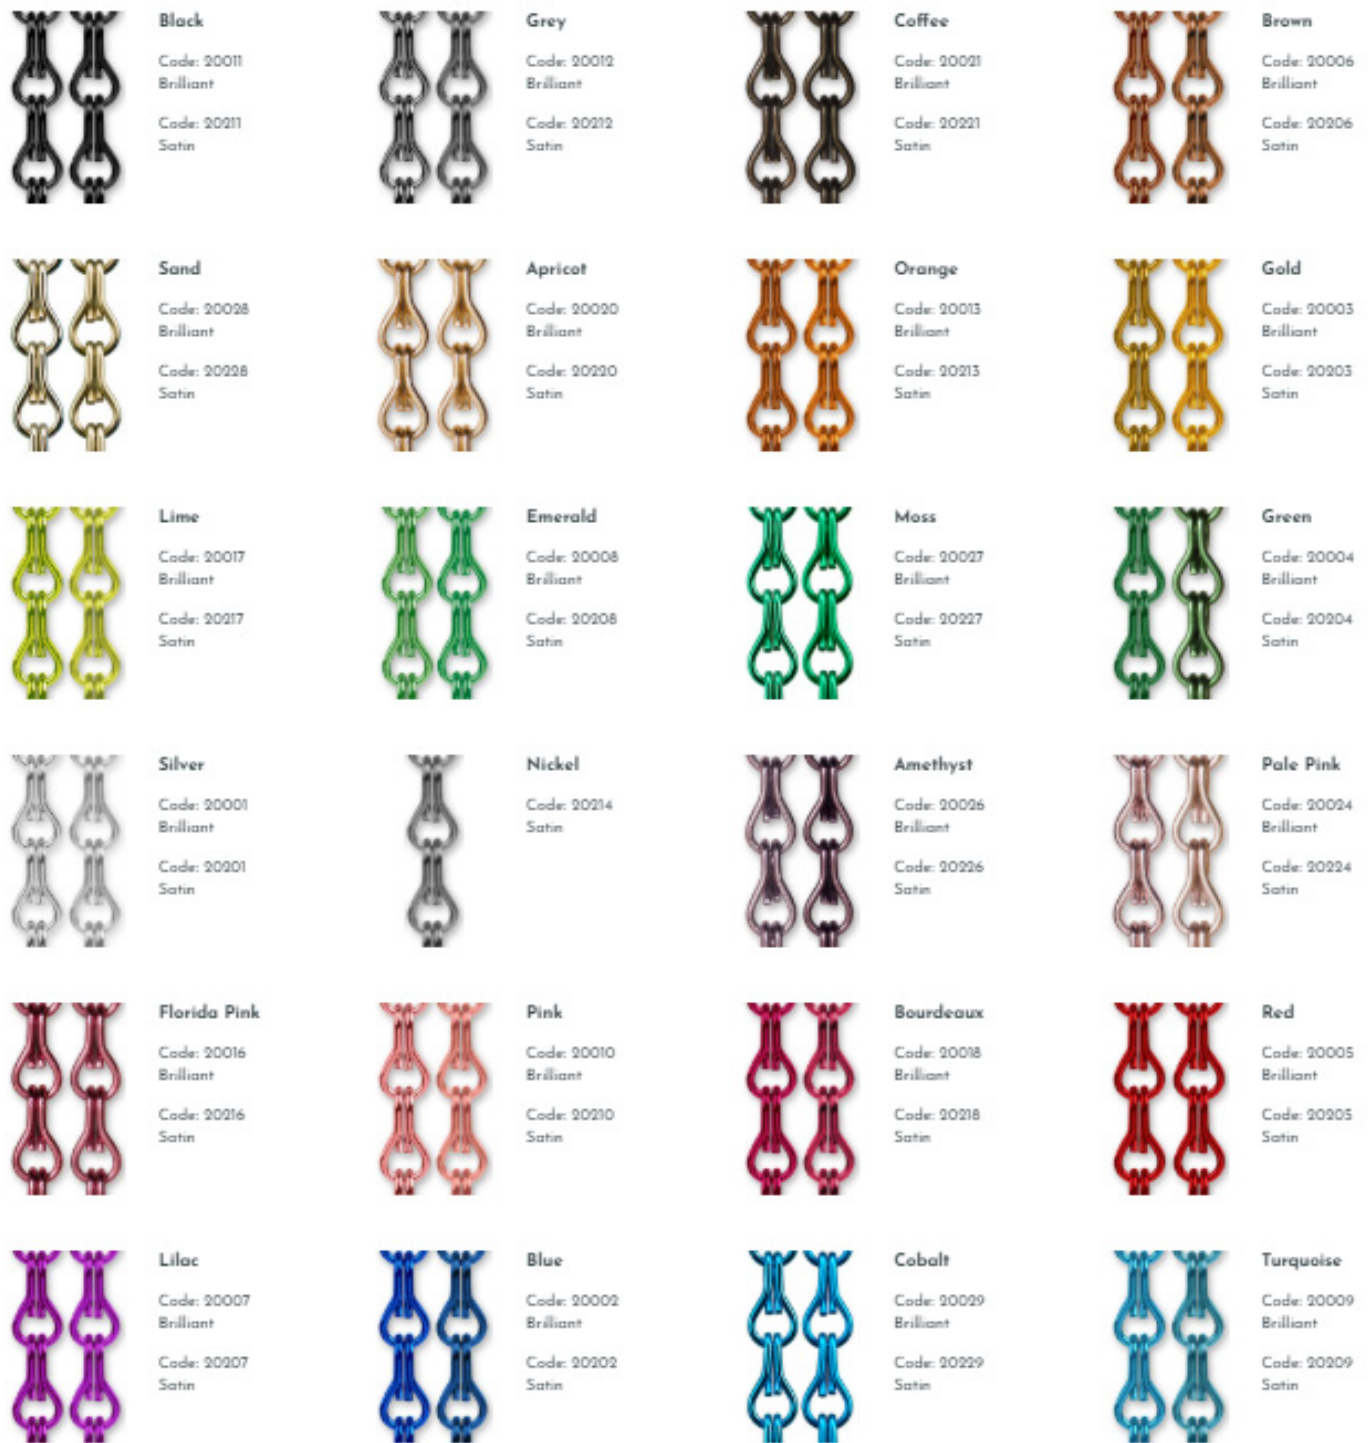 Black
Code: 20011
Brilliant
Code: 20211
Satin
Grey
Code: 20012
Brilliant
Code: 20212
Satin
Coffee
Code: 20021
Brilliant
Code: 20221
Satin
Brown
Code: 20006
Brilliant
Code: 20206
Satin
Sand
Code: 20028
Brilliant
Code: 20228
Satin
Apricot
Code: 20020
Brilliant
Code: 20220
Satin
Orange
Code: 20013
Brilliant
Code: 20213
Satin
Gold
Code: 20003
Brilliant
Code: 20203
Satin
Lime
Code: 20017
Brilliant
Code: 20217
Satin
Emerald
Code: 20008
Brilliant
Code: 20208
Satin
Moss
Code: 20027
Brilliant
Code: 20227
Satin
Green
Code: 20004
Brilliant
Code: 20204
Satin
Silver
Code: 20001
Brilliant
Code: 20201
Satin
Nickel
Code: 20214
Satin
Amethyst
Code: 20026
Brilliant
Code: 20226
Satin
Pale Pink
Code: 20024
Brilliant
Code: 20224
Satin
Florida Pink
Code: 20016
Brilliant
Code: 20216
Satin
Pink
Code: 20010
Brilliant
Code: 20210
Satin
Bourdeaux
Code: 20018
Brilliant
Code: 20218
Satin
Red
Code: 20005
Brilliant
Code: 20205
Satin
Lilac
Code: 20007
Brilliant
Code: 20207
Satin
Blue
Code: 20002
Brilliant
Code: 20202
Satin
Cobalt
Code: 20029
Brilliant
Code: 20229
Satin
Turquoise
Code: 20009
Brilliant
Code: 20209
Satin